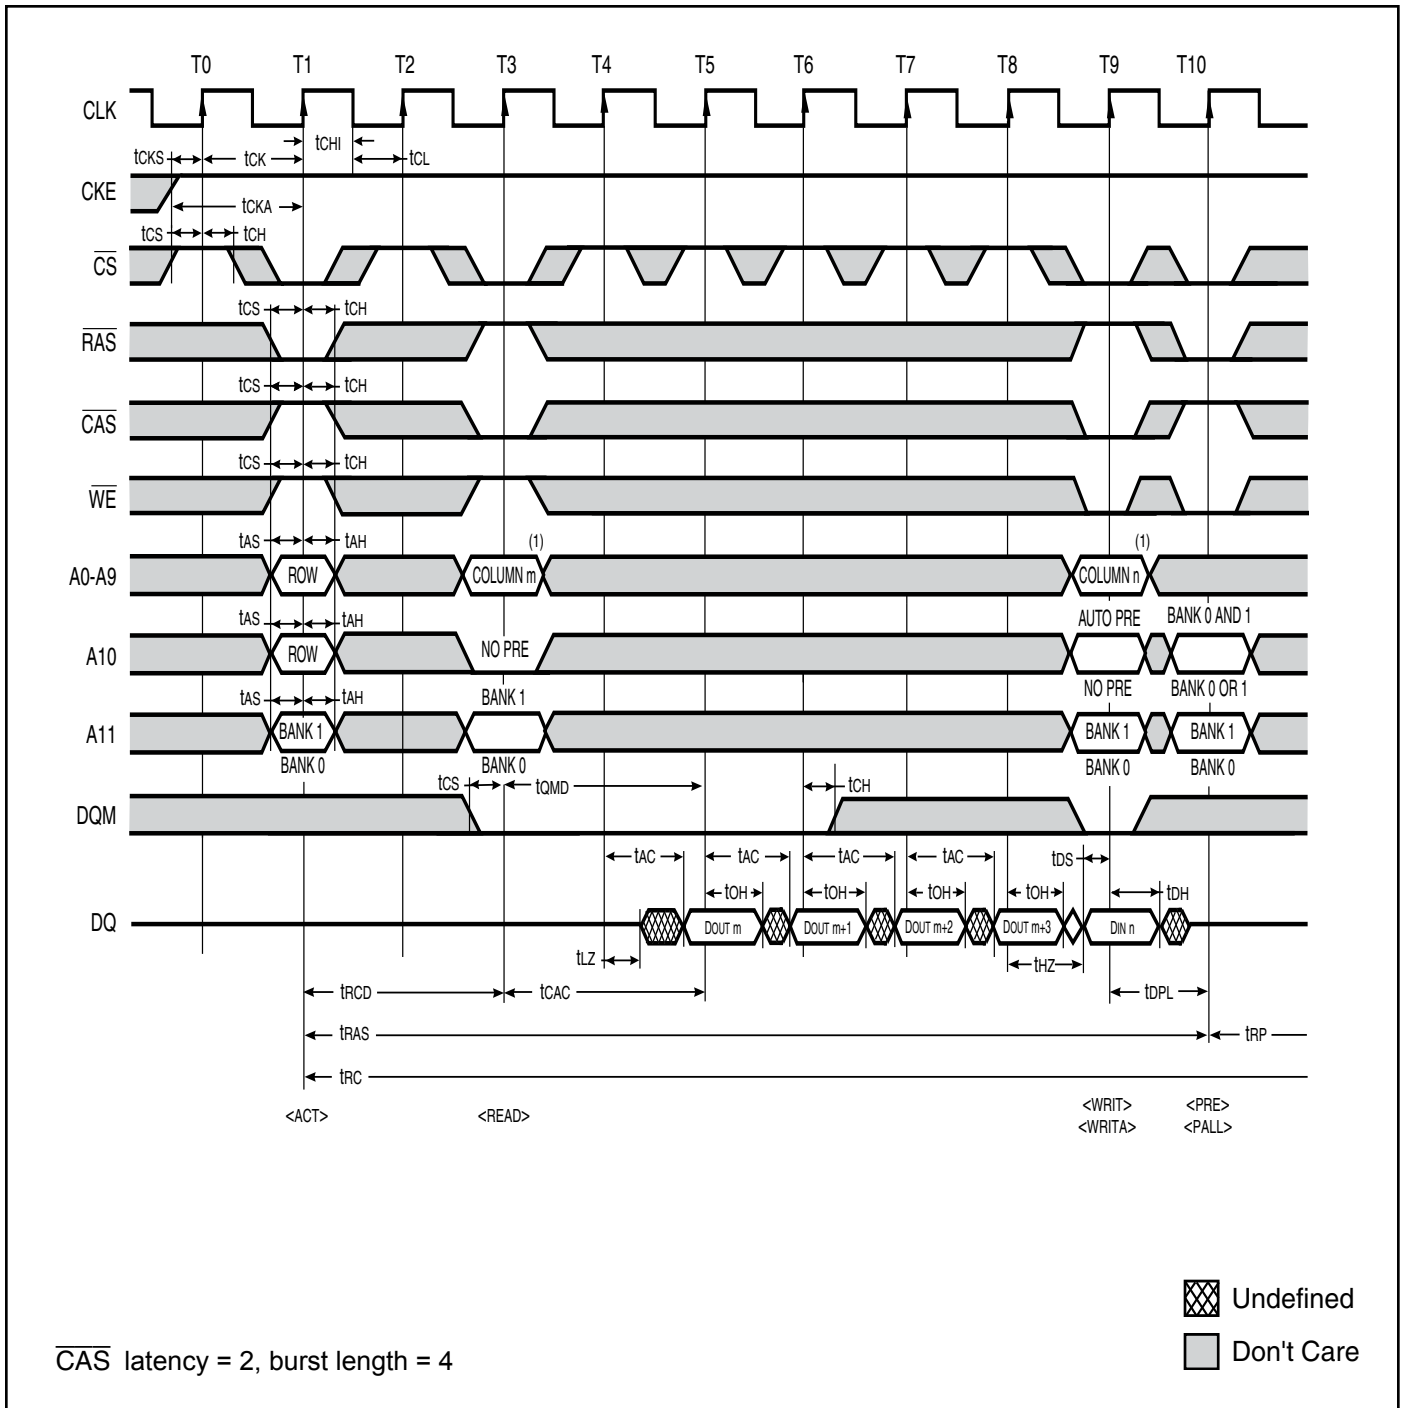 T0 T1 T2 T3 T4 T5 T6 T7 T8 T9 T10
CLK
tCHI
tCKS tCK tCL
CKE
tCKA
tCS tCH
CS
tCS tCH
RAS
tCS tCH
CAS
tCS tCH
WE
tAS tAH (1) (1)
A0-A9 ROW COLUMN m COLUMN n
tAS tAH AUTO PRE BANK 0 AND 1
A10 ROW NO PRE
tAS tAH BANK 1 NO PRE BANK 0 OR 1
A11 BANK 1 BANK 1 BANK 1
BANK 0 BANK 0 BANK 0 BANK 0
tCS tQMD tCH
DQM
tAC tAC tAC tAC tDS
tOH tOH tOH tOH tDH
DQ DOUT m DOUT m+1 DOUT m+2 DOUT m+3 DIN n
tLZ tHZ
tRCD tCAC tDPL
tRAS tRP
tRC
<ACT> <READ> <WRIT> <PRE>
<WRITA> <PALL>
Undefined
Don't Care
CAS latency = 2, burst length = 4